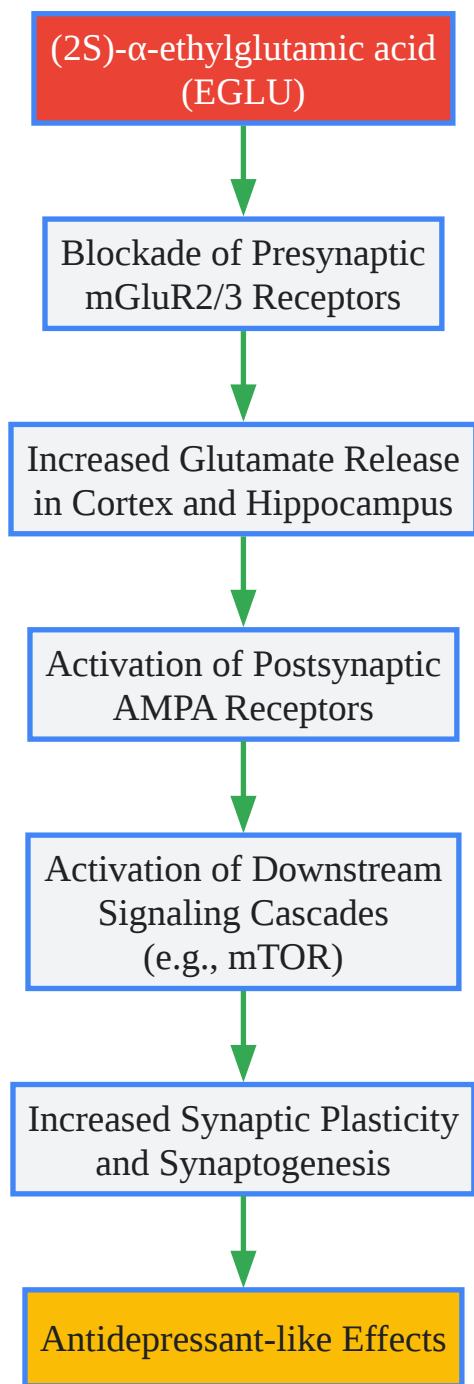 (2S)-α-ethylglutamic acid
(EGLU)
Blockade of Presynaptic
mGluR2/3 Receptors
Increased Glutamate Release
in Cortex and Hippocampus
Activation of Postsynaptic
AMPA Receptors
Activation of Downstream
Signaling Cascades
(e.g., mTOR)
Increased Synaptic Plasticity
and Synaptogenesis
Antidepressant-like Effects